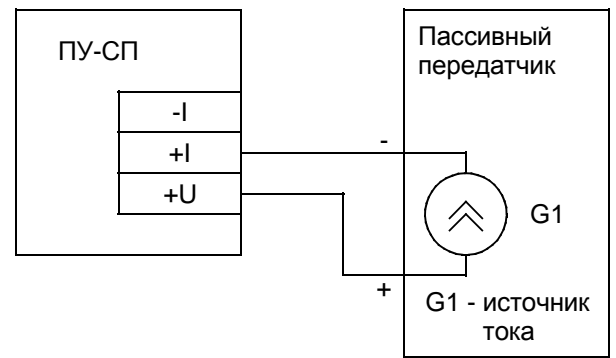 ПУ-СП
-I
+I
+U
-
+
Пассивный
передатчик
G1
G1 - источник
тока